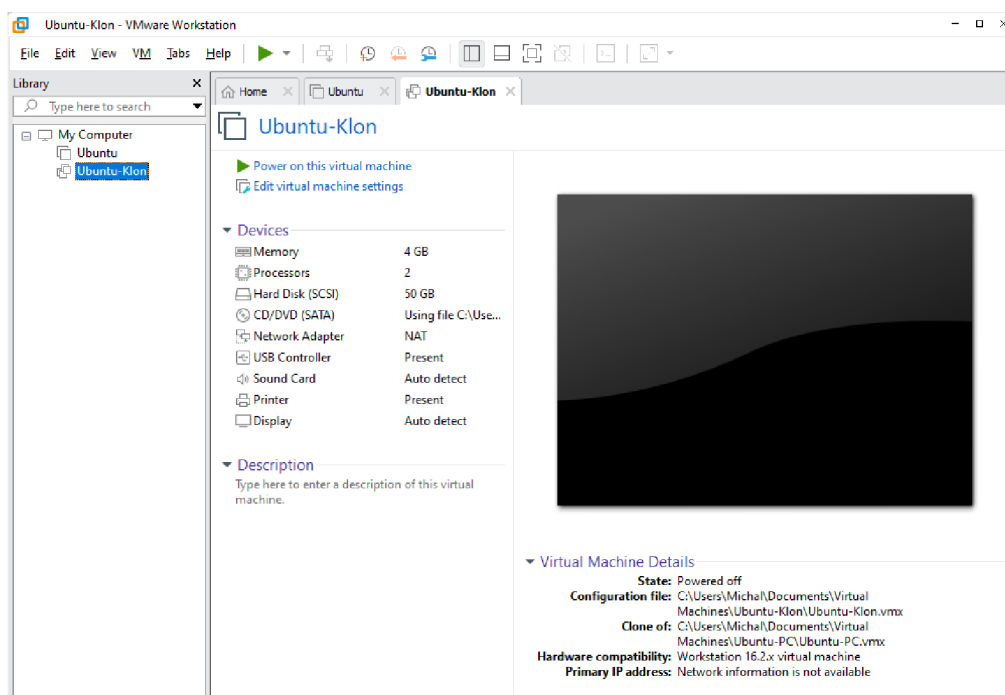 Ubuntu-Klon - VMware Workstation
File Edit View VM Tabs Help
Library
Type here to search
My Computer
Ubuntu
Ubuntu-Klon
Home
Ubuntu
Ubuntu-Klon
Ubuntu-Klon
Power on this virtual machine
Edit virtual machine settings
Devices
Memory 4 GB
Processors 2
Hard Disk (SCSI) 50 GB
CD/DVD (SATA) Using file C:\Use...
Network Adapter NAT
USB Controller Present
Sound Card Auto detect
Printer Present
Display Auto detect
Description
Type here to enter a description of this virtual
machine.
Virtual Machine Details
State: Powered off
Configuration file: C:\Users\Michal\Documents\Virtual
Machines\Ubuntu-Klon\Ubuntu-Klon.vmx
Clone of: C:\Users\Michal\Documents\Virtual
Machines\Ubuntu-PC\Ubuntu-PC.vmx
Hardware compatibility: Workstation 16.2.x virtual machine
Primary IP address: Network information is not available